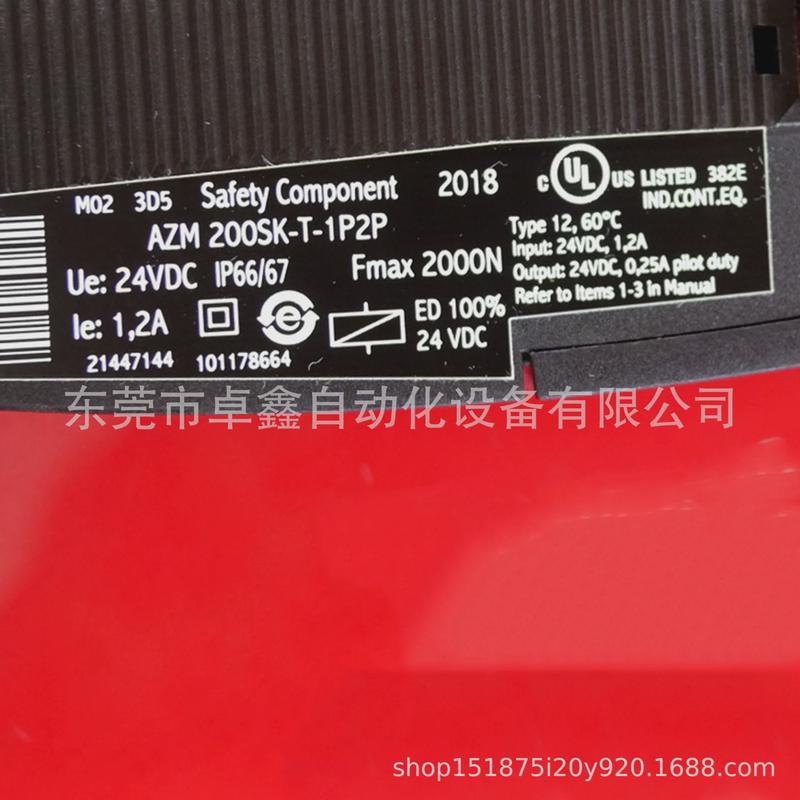 M02 3D5 Safety Component 2018
AZM 200SK-T-1P2P
Ue: 24VDC IP66/67 Fmax 2000N
Ie: 1,2A
ED 100%
24 VDC
21447144 101178664
c UL US LISTED 382E
IND.CONT.EQ.
Type 12, 60°C
Input: 24VDC, 1,2A
Output: 24VDC, 0,25A pilot duty
Refer to Items 1-3 in Manual
东莞市卓鑫自动化设备有限公司
shop151875i20y920.1688.com